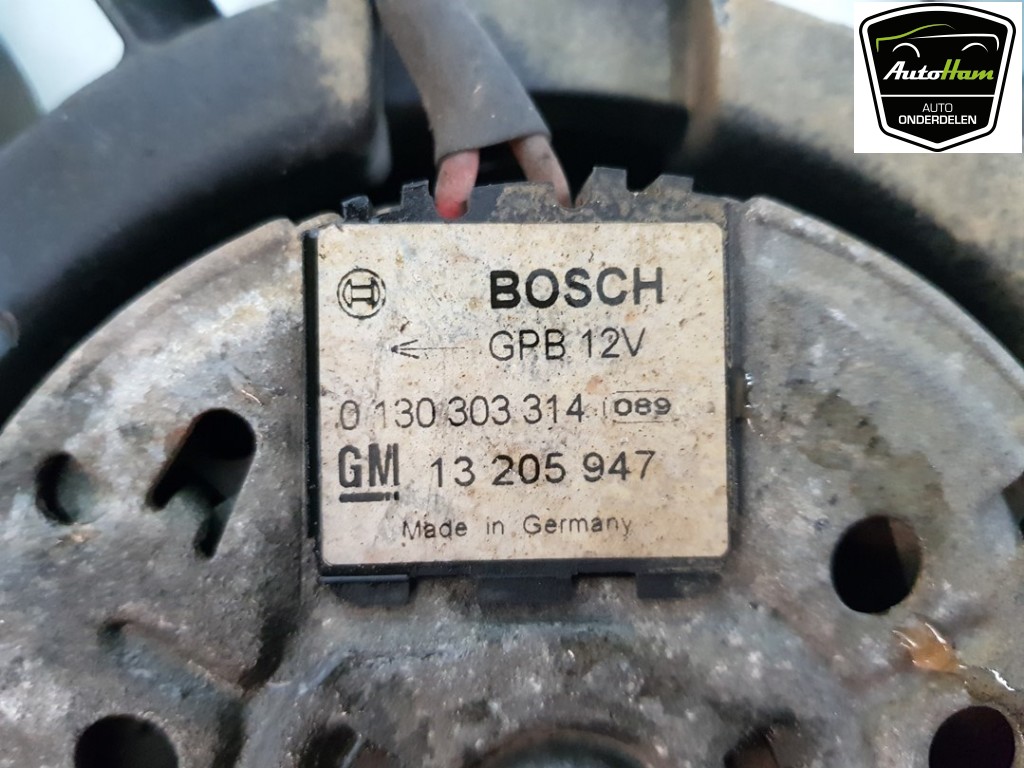 AutoHam
AUTO
ONDERDELEN
BOSCH
GPB 12V
0 130 303 314 089
GM 13 205 947
Made in Germany